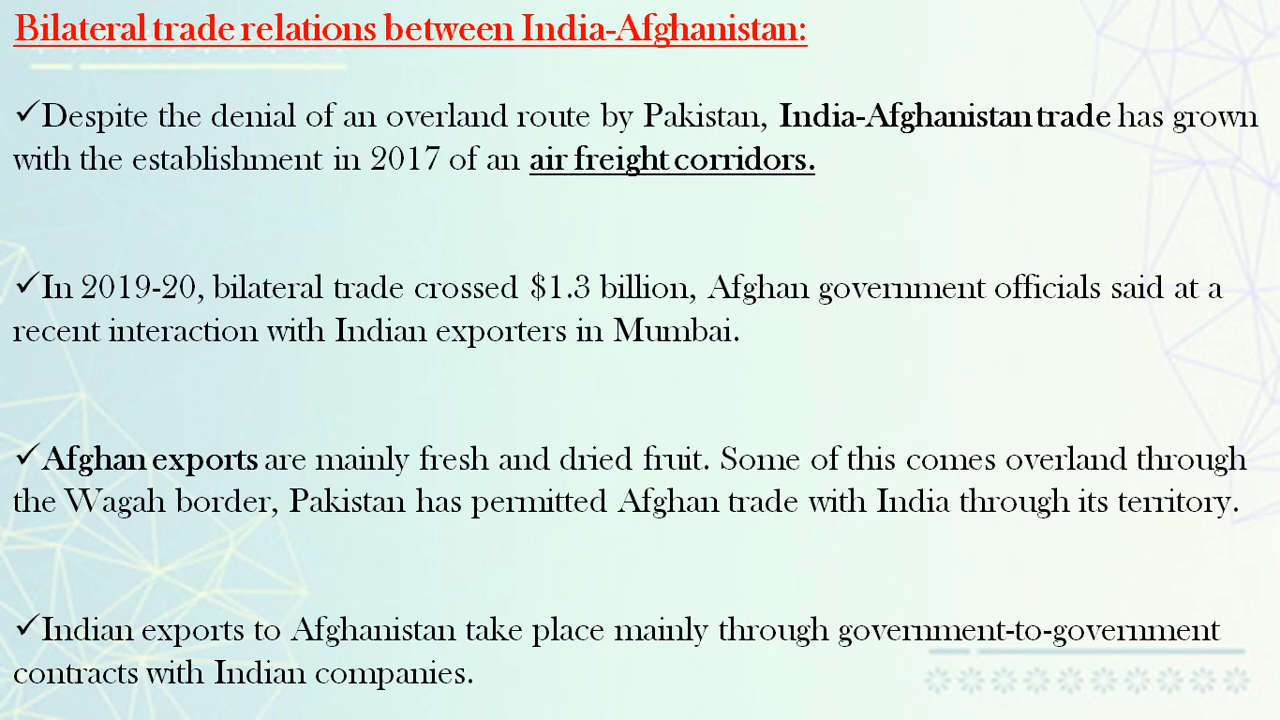 Bilateral trade relations between India-Afghanistan:
✓Despite the denial of an overland route by Pakistan, India-Afghanistan trade has grown
with the establishment in 2017 of an air freight corridors.
✓In 2019-20, bilateral trade crossed $1.3 billion, Afghan government officials said at a
recent interaction with Indian exporters in Mumbai.
✓Afghan exports are mainly fresh and dried fruit. Some of this comes overland through
the Wagah border, Pakistan has permitted Afghan trade with India through its territory.
✓Indian exports to Afghanistan take place mainly through government-to-government
contracts with Indian companies.